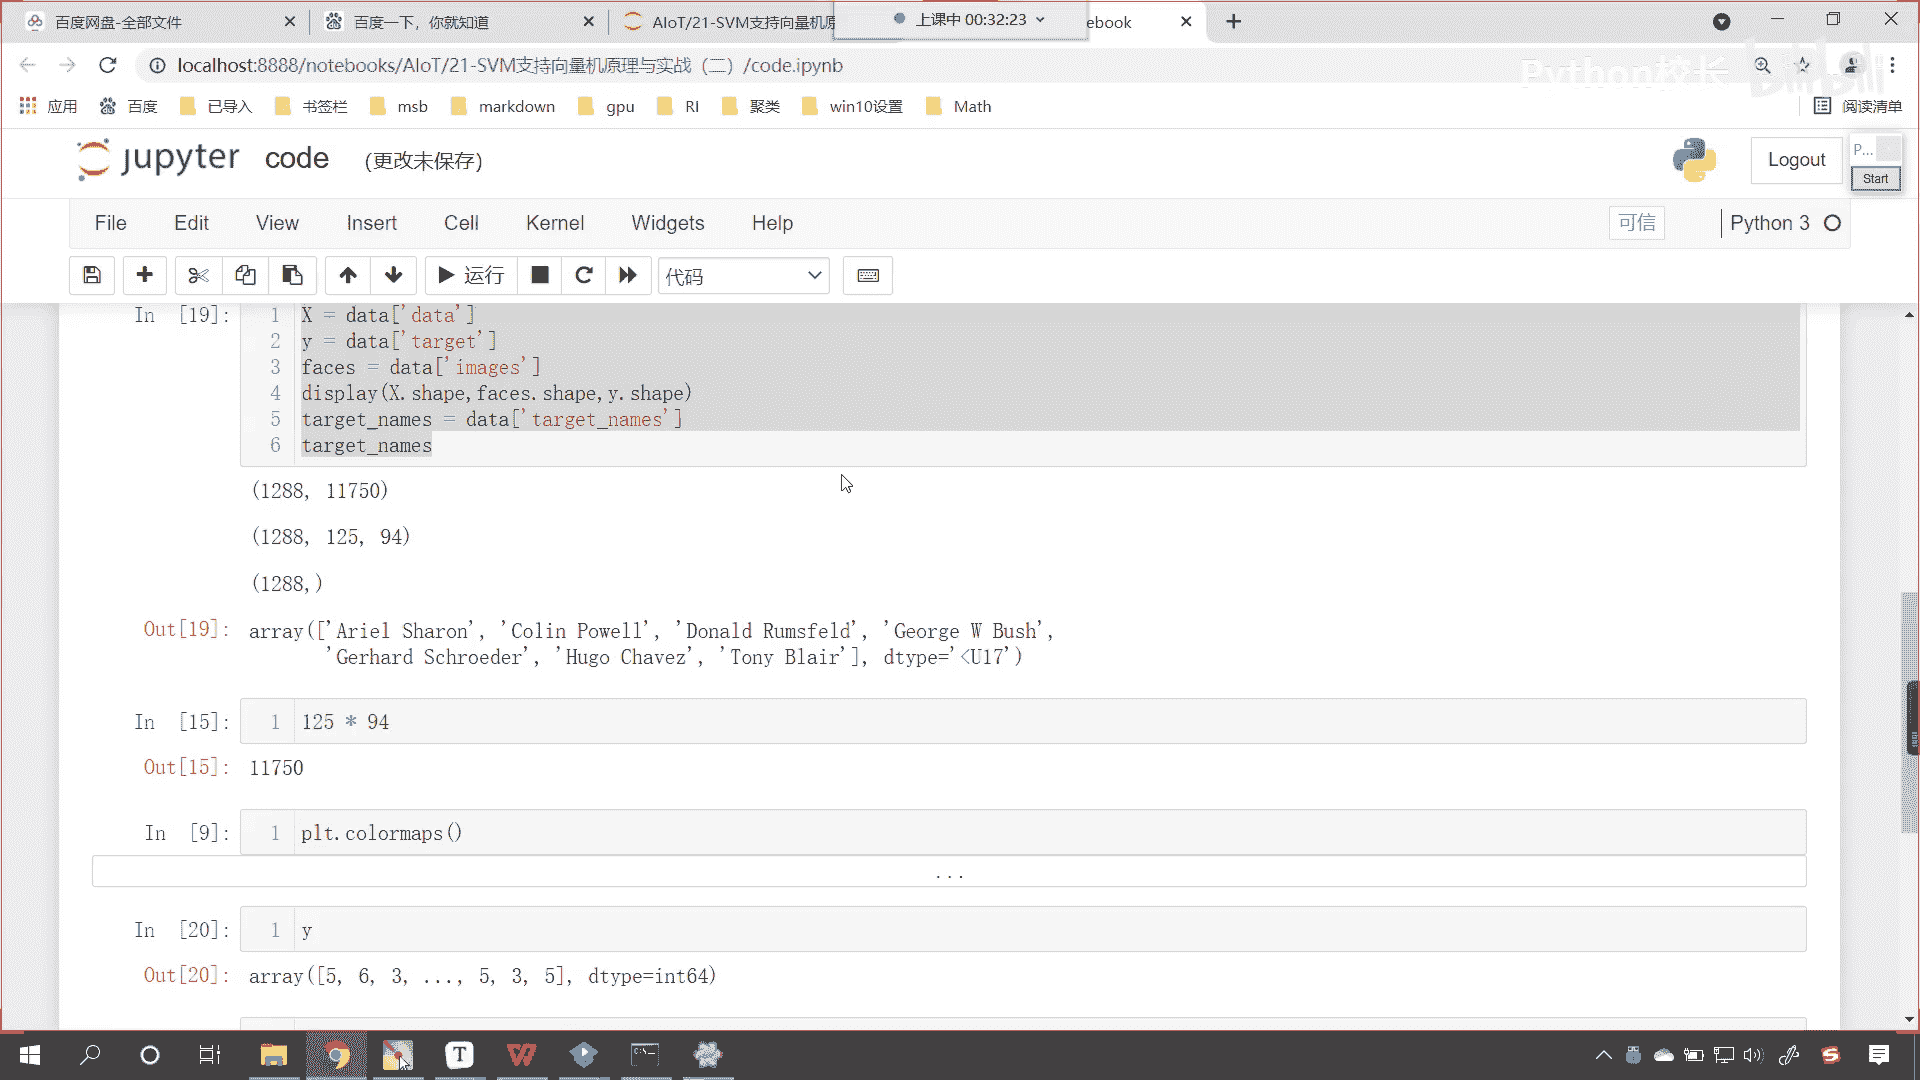 百度网盘-全部文件
百度一下，你就知道
AIoT/21-SVM支持向量机原
上课中 00:32:23
ebook
localhost:8888/notebooks/AIoT/21-SVM支持向量机原理与实战（二）/code.ipynb
Python校长
bilibili
应用
百度
已导入
书签栏
msb
markdown
gpu
RI
聚类
win10设置
Math
阅读清单
jupyter
code
(更改未保存)
Logout
P...
Start
File
Edit
View
Insert
Cell
Kernel
Widgets
Help
可信
Python 3
运行
代码
In [19]:
1 X = data['data']
2 y = data['target']
3 faces = data['images']
4 display(X.shape,faces.shape,y.shape)
5 target_names = data['target_names']
6 target_names
(1288, 11750)
(1288, 125, 94)
(1288,)
Out[19]: array(['Ariel Sharon', 'Colin Powell', 'Donald Rumsfeld', 'George W Bush',
'Gerhard Schroeder', 'Hugo Chavez', 'Tony Blair'], dtype='<U17')
In [15]: 1 125 * 94
Out[15]: 11750
In [9]: 1 plt.colormaps()
...
In [20]: 1 y
Out[20]: array([5, 6, 3, ..., 5, 3, 5], dtype=int64)